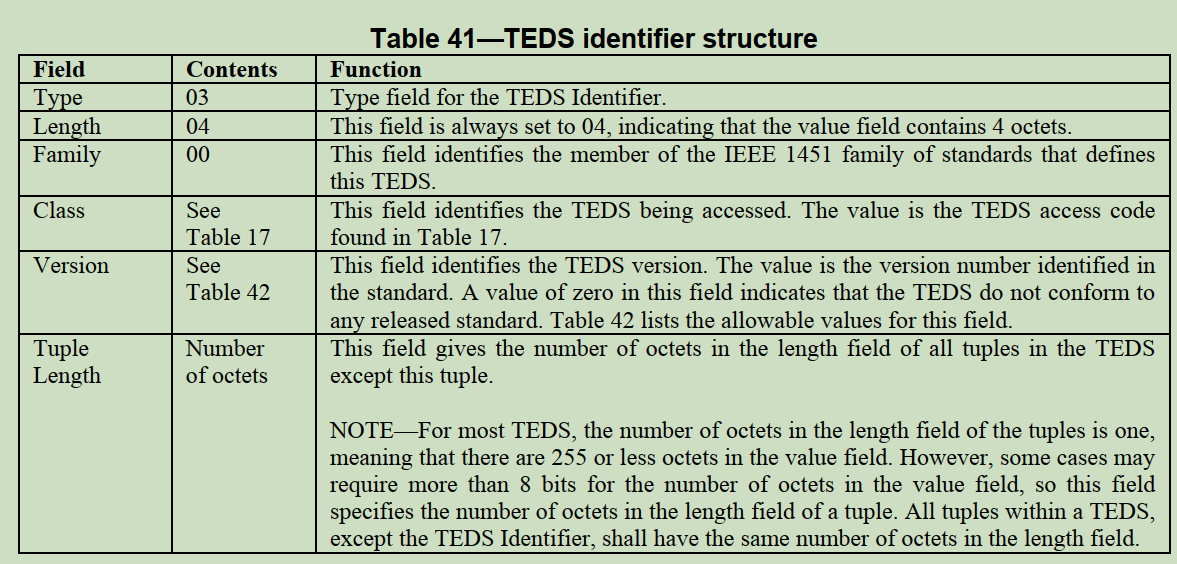 Table 41—TEDS identifier structure
Field Contents Function
Type 03 Type field for the TEDS Identifier.
Length 04 This field is always set to 04, indicating that the value field contains 4 octets.
Family 00 This field identifies the member of the IEEE 1451 family of standards that defines
this TEDS.
Class See This field identifies the TEDS being accessed. The value is the TEDS access code
Table 17 found in Table 17.
Version See This field identifies the TEDS version. The value is the version number identified in
Table 42 the standard. A value of zero in this field indicates that the TEDS do not conform to
any released standard. Table 42 lists the allowable values for this field.
Tuple Number This field gives the number of octets in the length field of all tuples in the TEDS
Length of octets except this tuple.
NOTE—For most TEDS, the number of octets in the length field of the tuples is one,
meaning that there are 255 or less octets in the value field. However, some cases may
require more than 8 bits for the number of octets in the value field, so this field
specifies the number of octets in the length field of a tuple. All tuples within a TEDS,
except the TEDS Identifier, shall have the same number of octets in the length field.